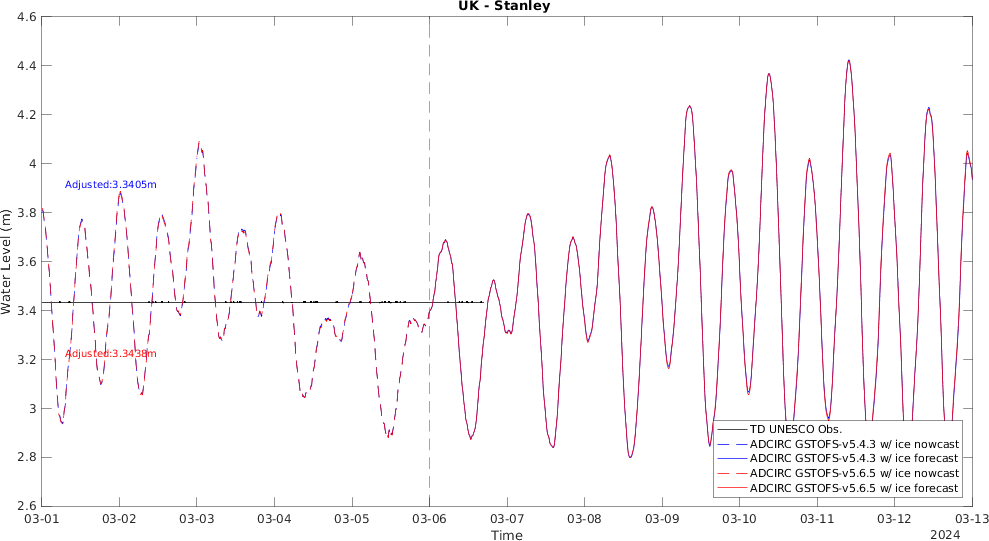 UK - Stanley
4.6
4.4
4.2
4
3.8
3.6
3.4
3.2
3
2.8
2.6
Water Level (m)
Adjusted:3.3405m
Adjusted:3.3438m
TD UNESCO Obs.
ADCIRC GSTOFS-v5.4.3 w/ ice nowcast
ADCIRC GSTOFS-v5.4.3 w/ ice forecast
ADCIRC GSTOFS-v5.6.5 w/ ice nowcast
ADCIRC GSTOFS-v5.6.5 w/ ice forecast
03-01 03-02 03-03 03-04 03-05 03-06 03-07 03-08 03-09 03-10 03-11 03-12 03-13
Time
2024